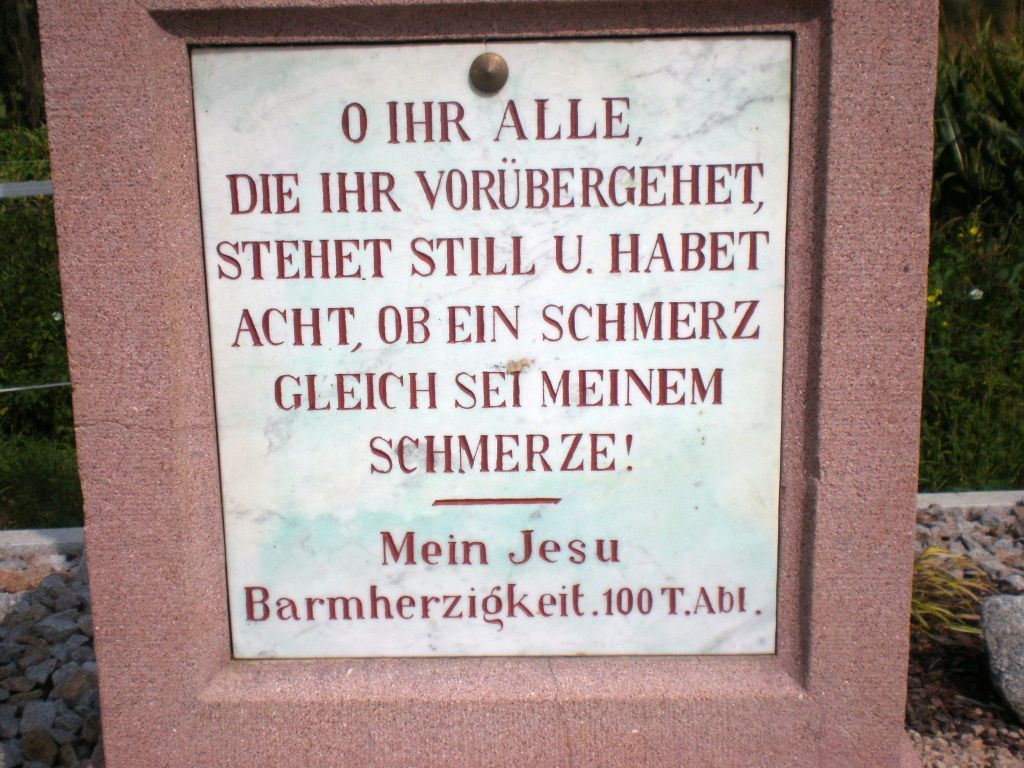 O IHR ALLE,
DIE IHR VORÜBERGEHET,
STEHET STILL U. HABET
ACHT, OB EIN SCHMERZ
GLEICH SEI MEINEM
SCHMERZE!
Mein Jesu
Barmherzigkeit. 100 T. Abl.